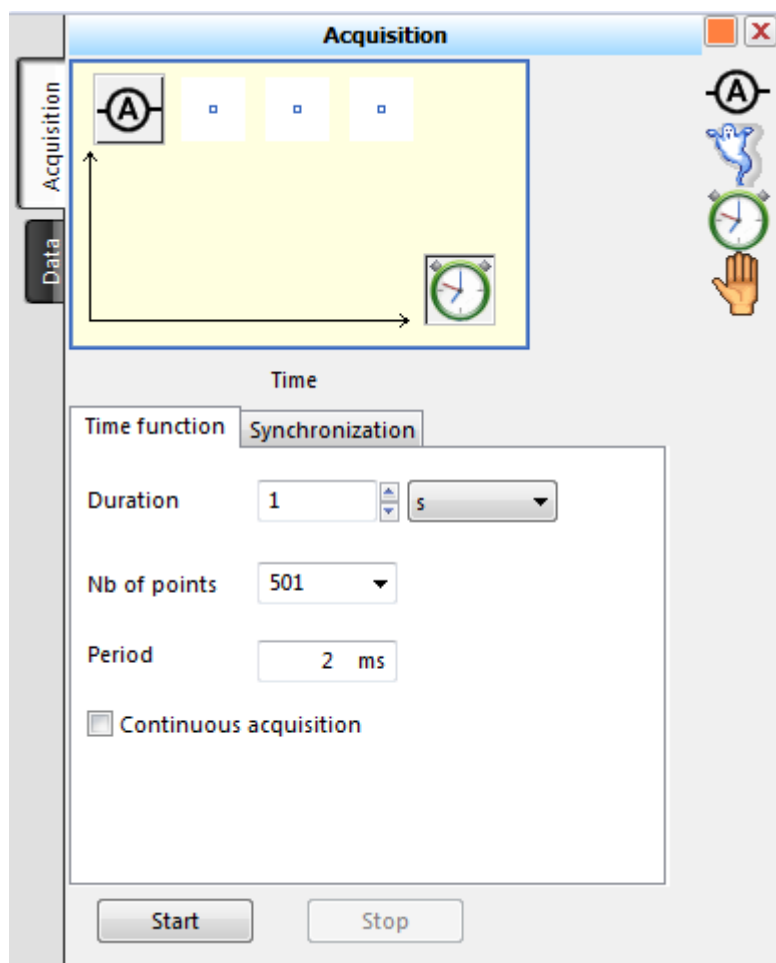 Acquisition
Acquisition
Data
A
A
Time
Time function
Synchronization
Duration
1
s
Nb of points
501
Period
2 ms
Continuous acquisition
Start
Stop